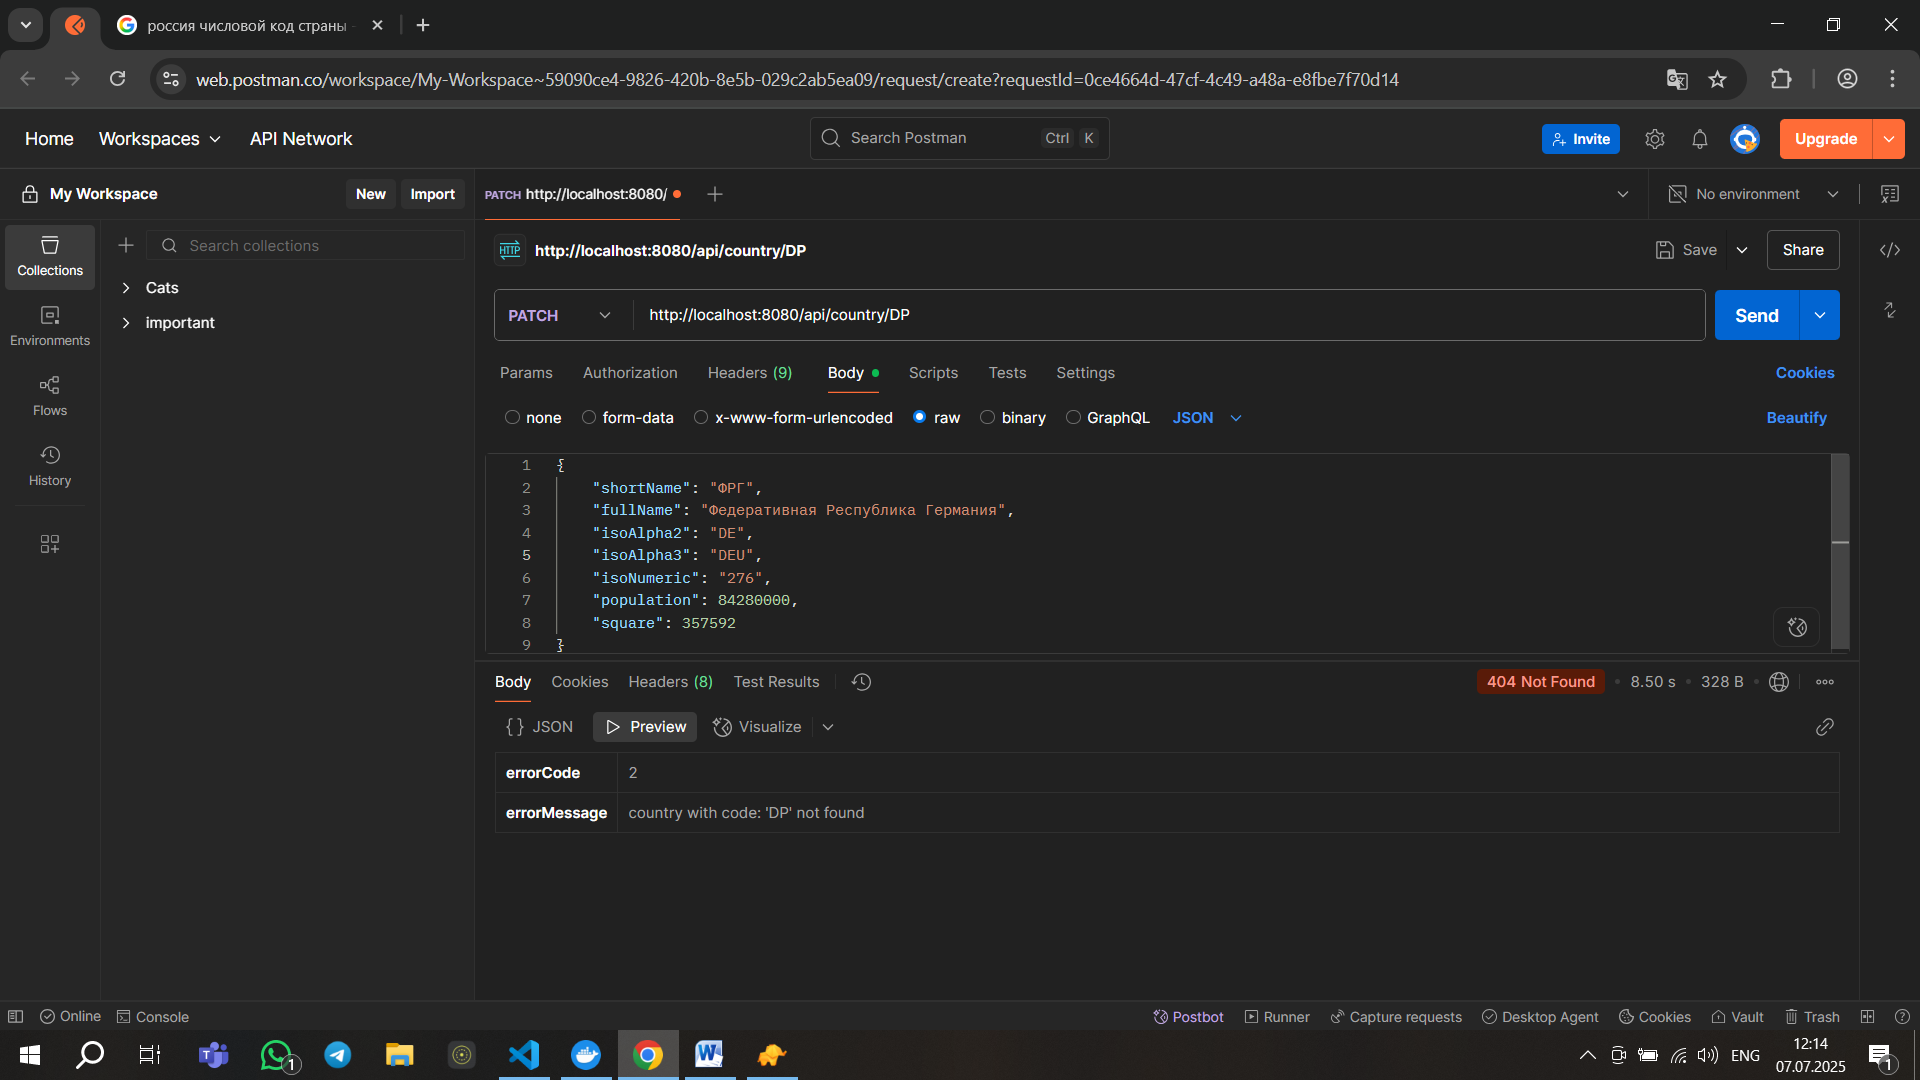 россия числовой код страны -
web.postman.co/workspace/My-Workspace~59090ce4-9826-420b-8e5b-029c2ab5ea09/request/create?requestId=0ce4664d-47cf-4c49-a48a-e8fbe7f70d14
Home Workspaces API Network Search Postman Ctrl K Invite Upgrade
My Workspace New Import PATCH http://localhost:8080/ No environment
Search collections HTTP http://localhost:8080/api/country/DP Save Share
Collections
Cats
important
Environments
Flows
History
PATCH http://localhost:8080/api/country/DP Send
Params Authorization Headers (9) Body Scripts Tests Settings Cookies
none form-data x-www-form-urlencoded raw binary GraphQL JSON Beautify
1 {
2 "shortName": "ФРГ",
3 "fullName": "Федеративная Республика Германия",
4 "isoAlpha2": "DE",
5 "isoAlpha3": "DEU",
6 "isoNumeric": "276",
7 "population": 84280000,
8 "square": 357592
9 }
Body Cookies Headers (8) Test Results 404 Not Found 8.50 s 328 B
{} JSON Preview Visualize
errorCode 2
errorMessage country with code: 'DP' not found
Online Console Postbot Runner Capture requests Desktop Agent Cookies Vault Trash
1 ENG 12:14
07.07.2025 1